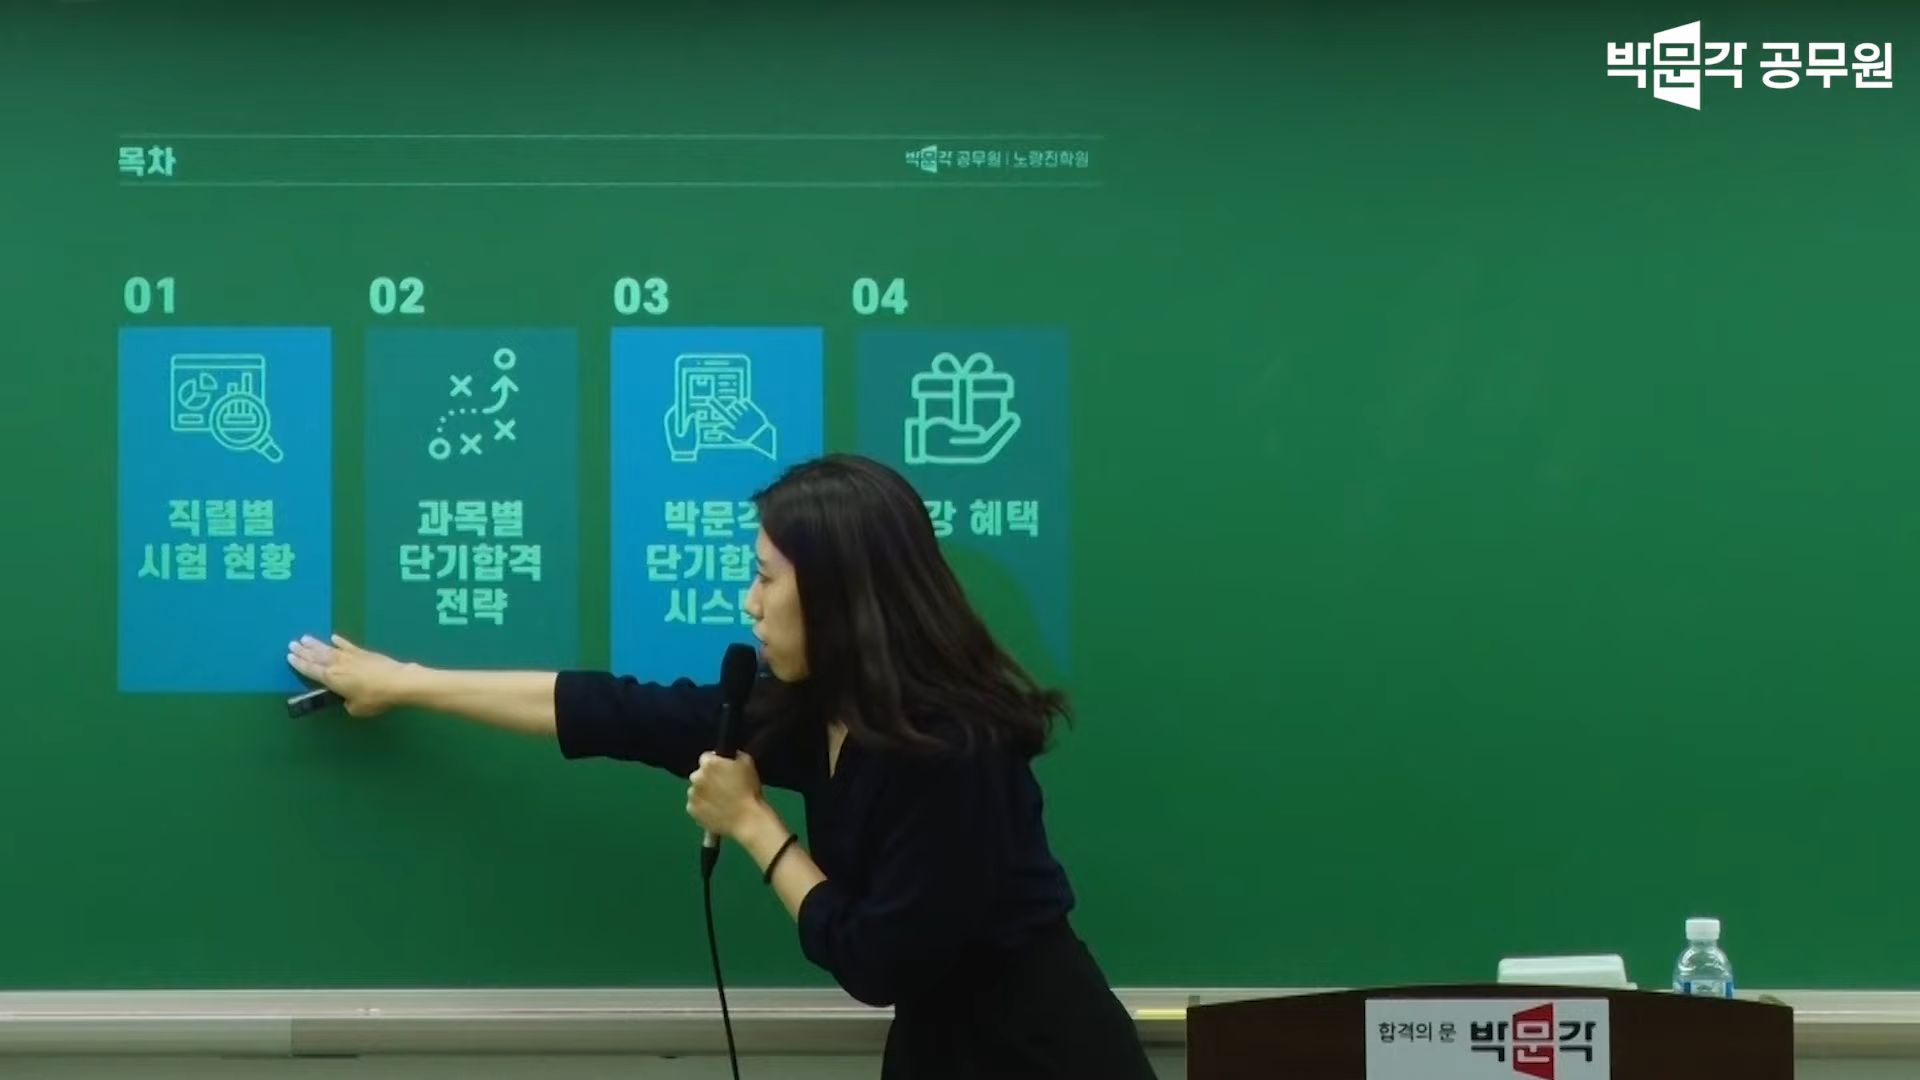 박문각 공무원
목차
박문각 공무원 | 노량진학원
01
02
03
04
직렬별
시험 현황
과목별
단기합격
전략
박문각
단기합
시스
강 혜택
합격의 문 박문각